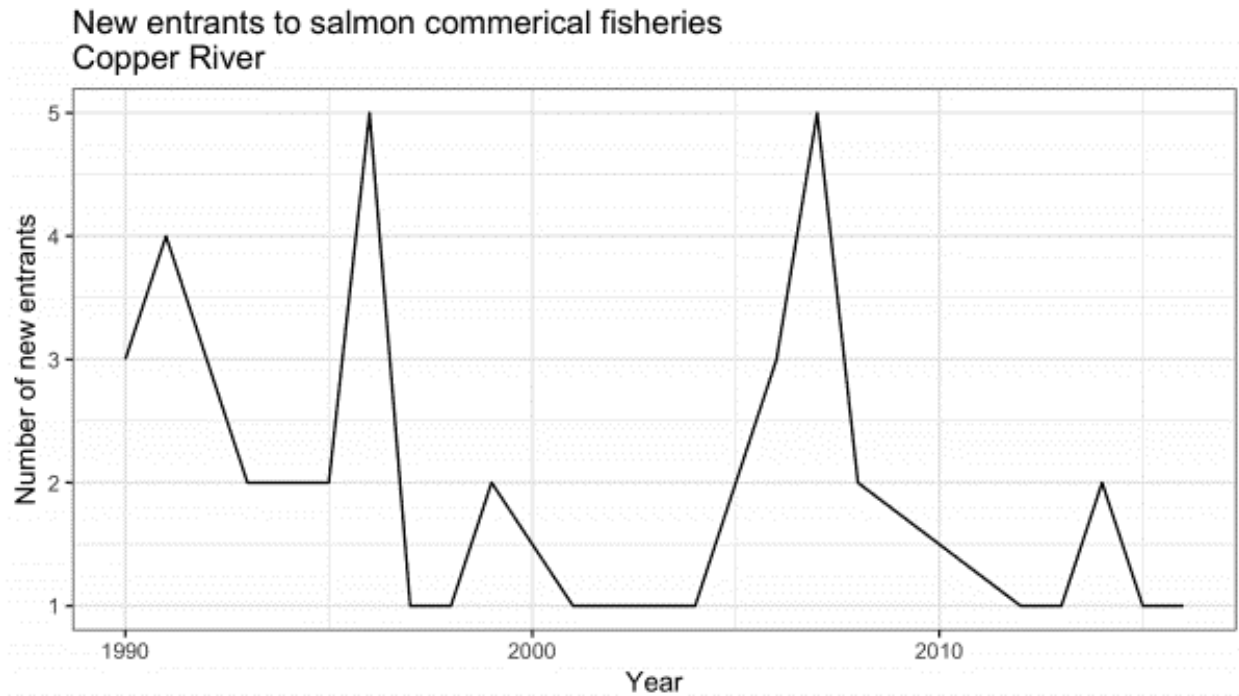 New entrants to salmon commerical fisheries
Copper River
5
4
3
2
1
Number of new entrants
1990 2000 2010
Year